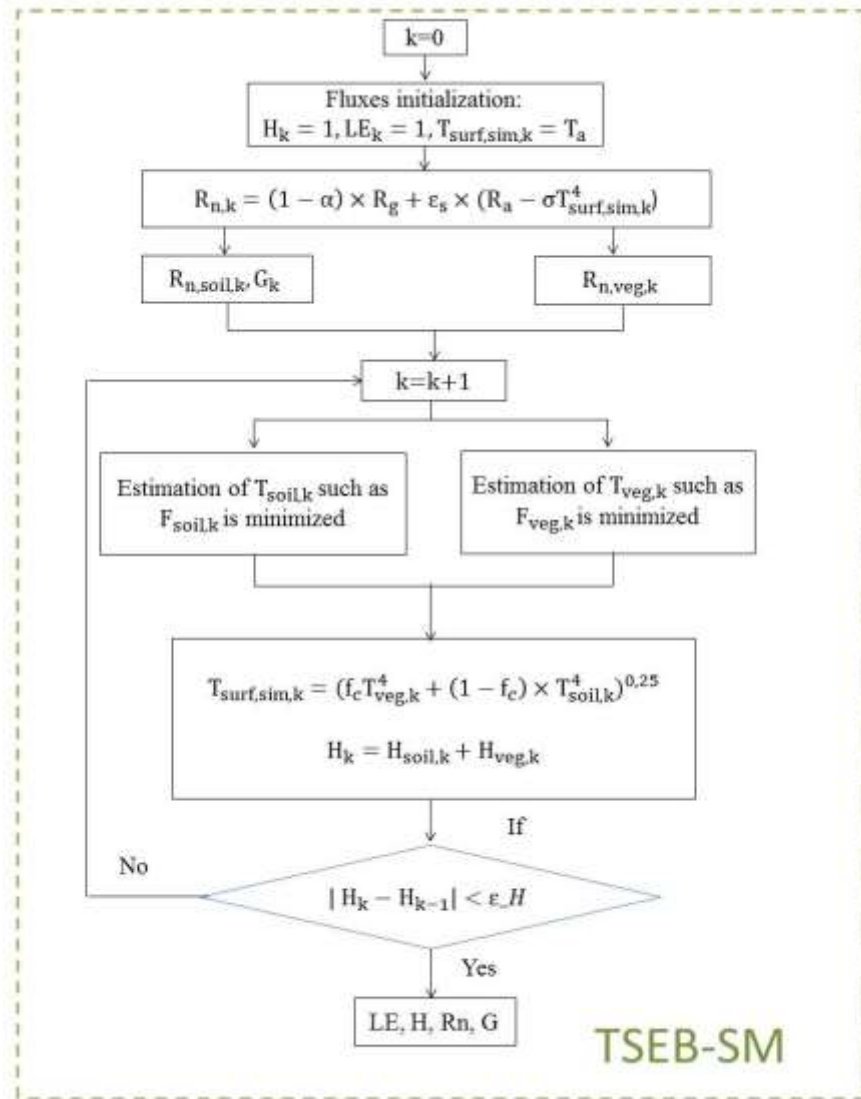 k=0
Fluxes initialization:
H_k = 1, LE_k = 1, T_surf,sim,k = T_a
R_n,k = (1 − α) × R_g + ε_s × (R_a − σT⁴_surf,sim,k)
R_n,soil,k, G_k
R_n,veg,k
k=k+1
Estimation of T_soil,k such as
F_soil,k is minimized
Estimation of T_veg,k such as
F_veg,k is minimized
T_surf,sim,k = (f_c T⁴_veg,k + (1 − f_c) × T⁴_soil,k)^0,25
H_k = H_soil,k + H_veg,k
If
No
| H_k − H_k−1| < ε_H
Yes
LE, H, Rn, G
TSEB-SM